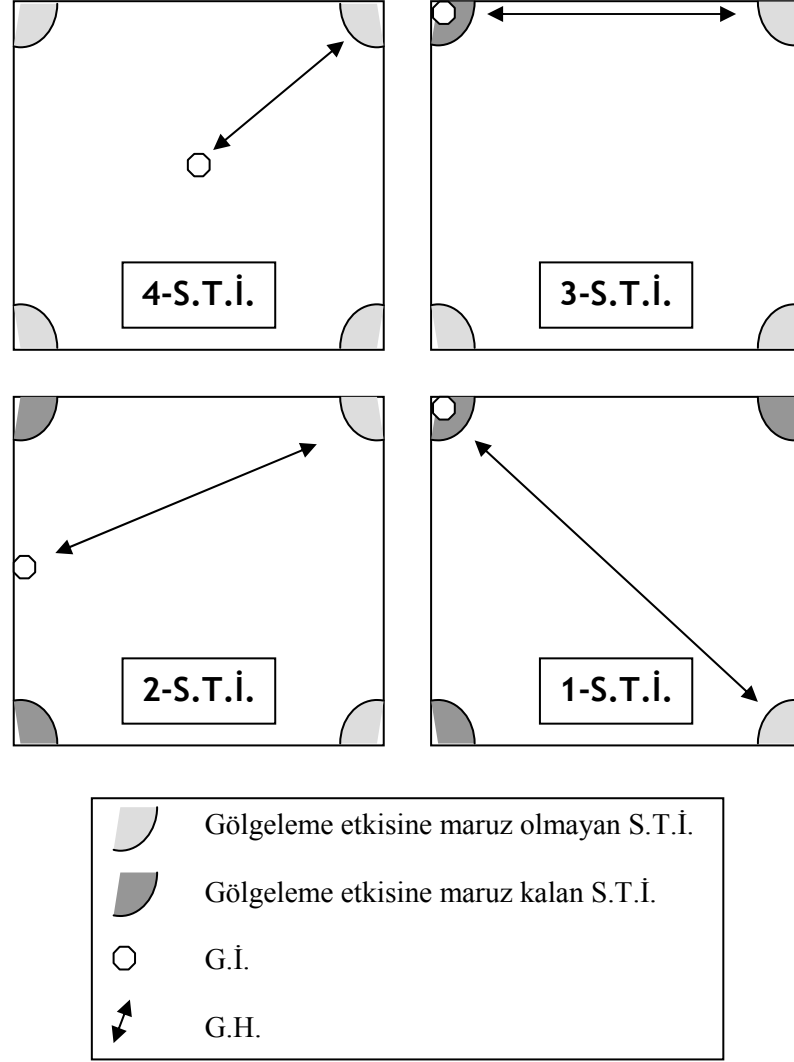 4-S.T.İ.
3-S.T.İ.
2-S.T.İ.
1-S.T.İ.
Gölgeleme etkisine maruz olmayan S.T.İ.
Gölgeleme etkisine maruz kalan S.T.İ.
G.İ.
G.H.